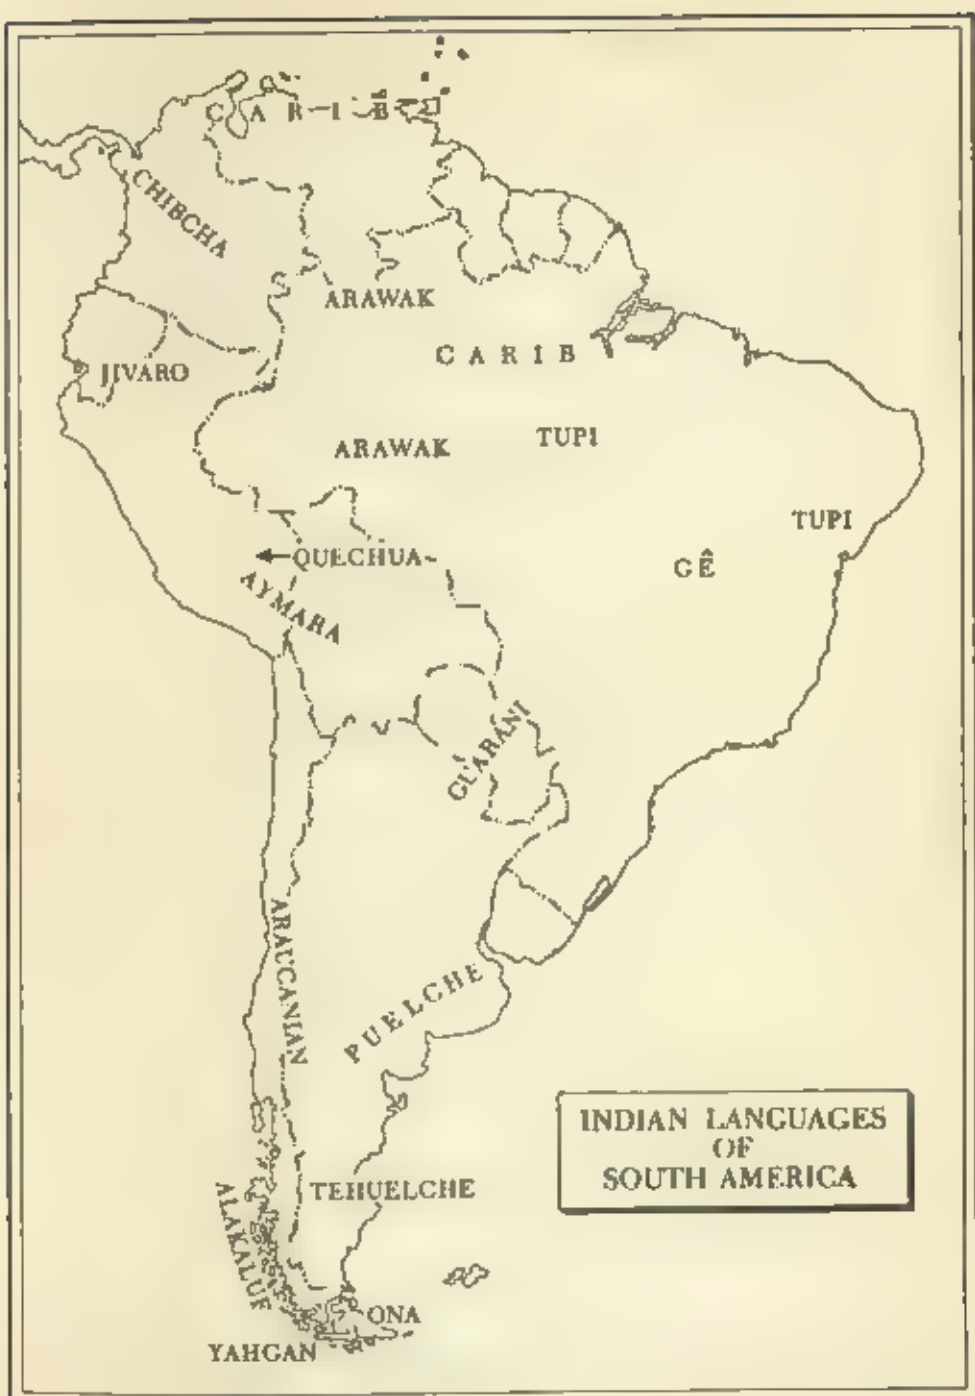 CARIB
CHIBCHA
ARAWAK
CARIB
JIVARO
ARAWAK
TUPI
TUPI
QUECHUA
GÊ
AYMARA
GUARANI
ARAUCANIAN
PUELCHE
INDIAN LANGUAGES
OF
SOUTH AMERICA
TEHUELCHE
ALAKALUF
ONA
YAHGAN